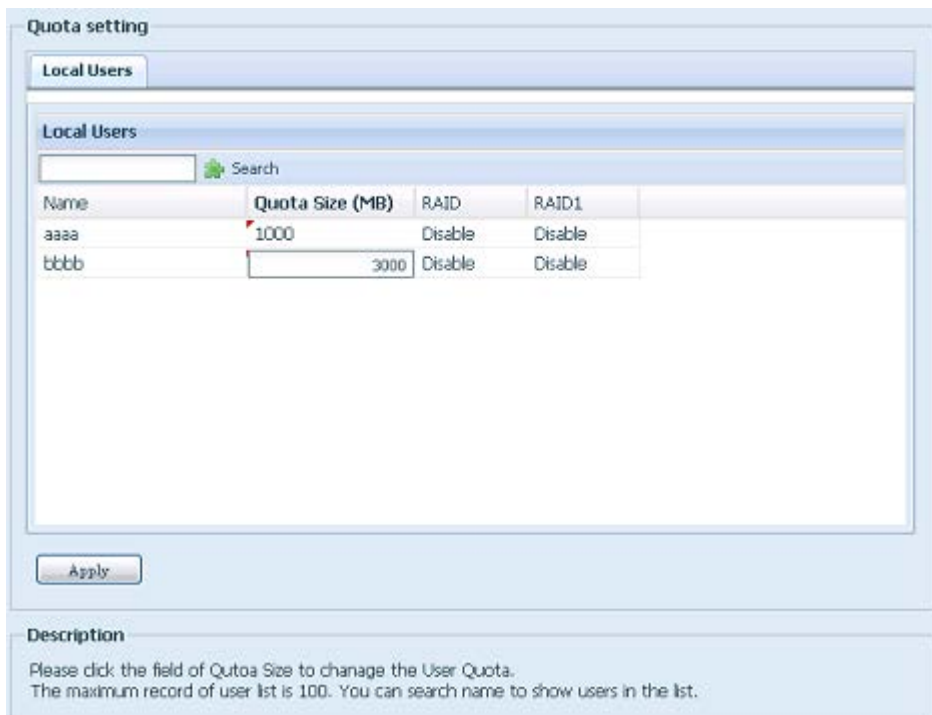 Quota setting
Local Users
Local Users
Search
Name Quota Size (MB) RAID RAID1
aaaa 1000 Disable Disable
bbbb 3000 Disable Disable
Apply
Description
Please click the field of Qutoa Size to chanage the User Quota.
The maximum record of user list is 100. You can search name to show users in the list.